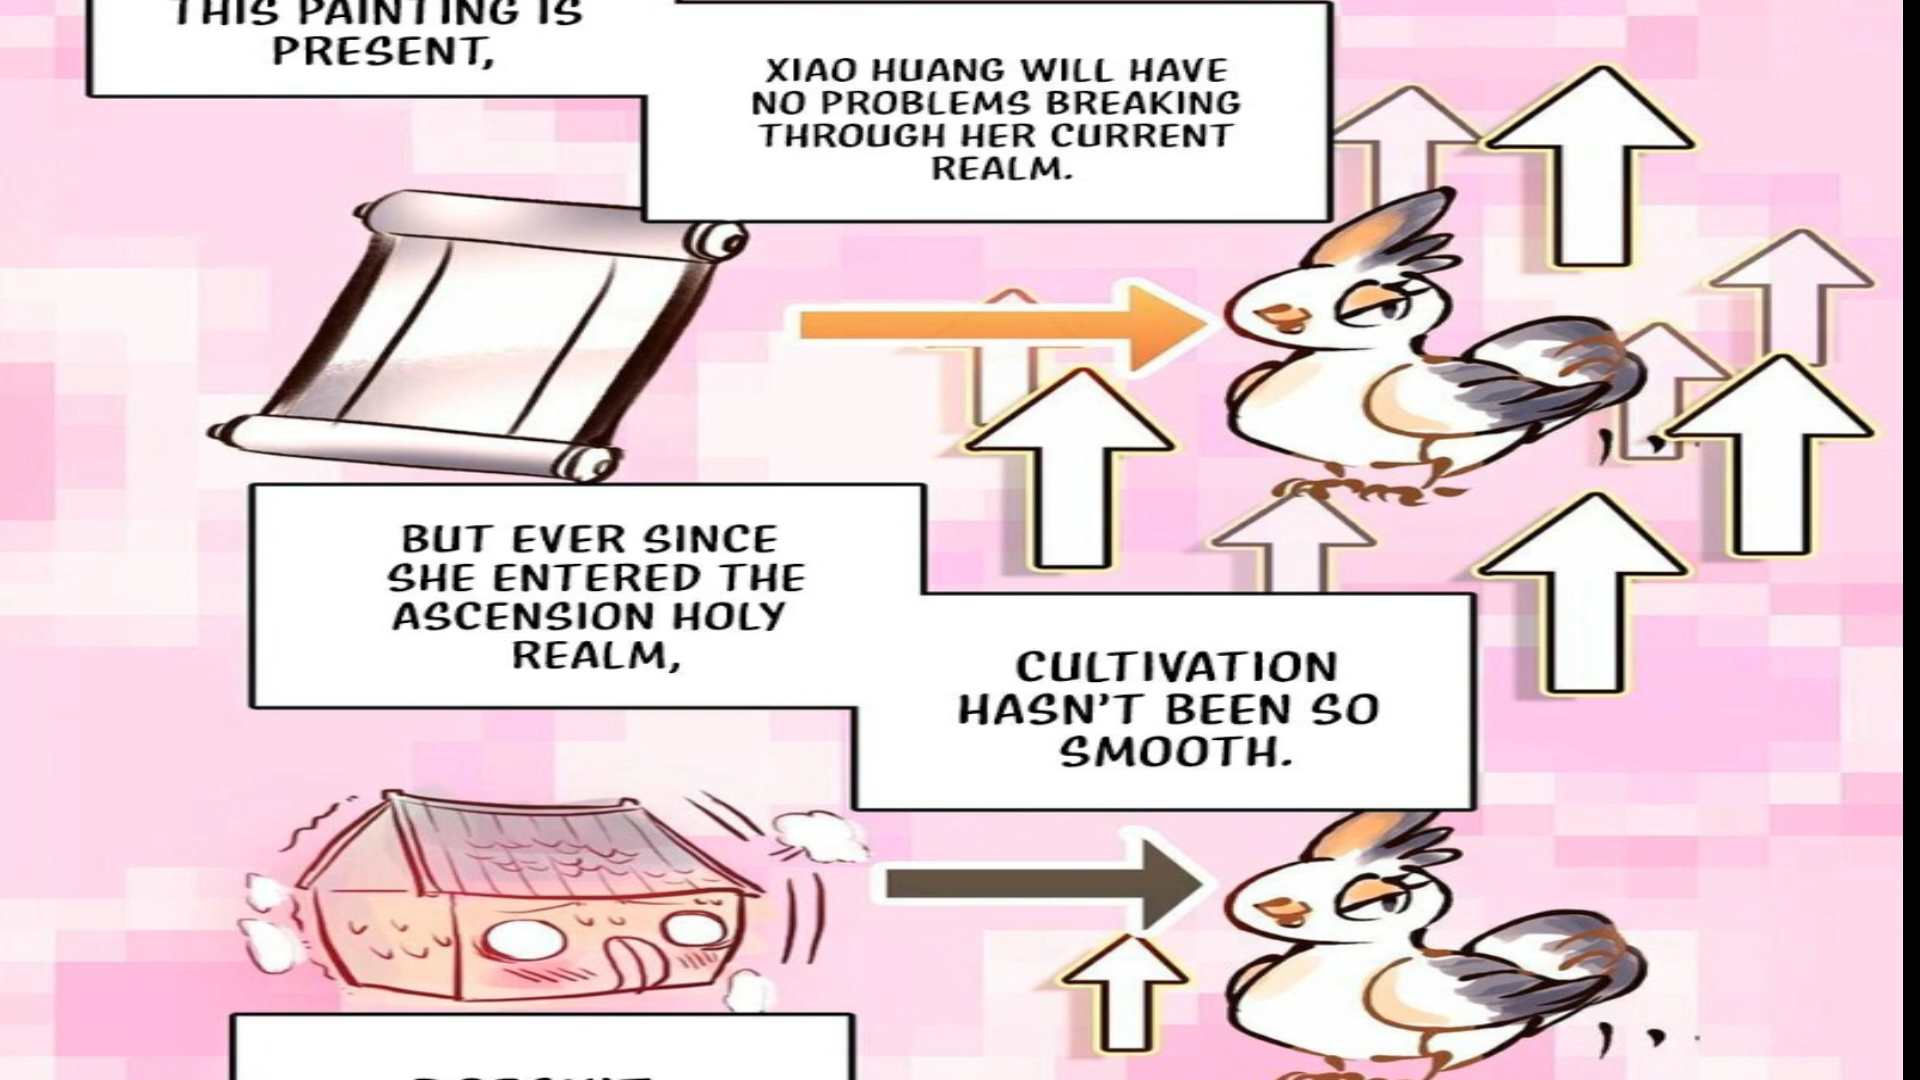 THIS PAINTING IS
PRESENT,
XIAO HUANG WILL HAVE
NO PROBLEMS BREAKING
THROUGH HER CURRENT
REALM.
BUT EVER SINCE
SHE ENTERED THE
ASCENSION HOLY
REALM,
CULTIVATION
HASN'T BEEN SO
SMOOTH.